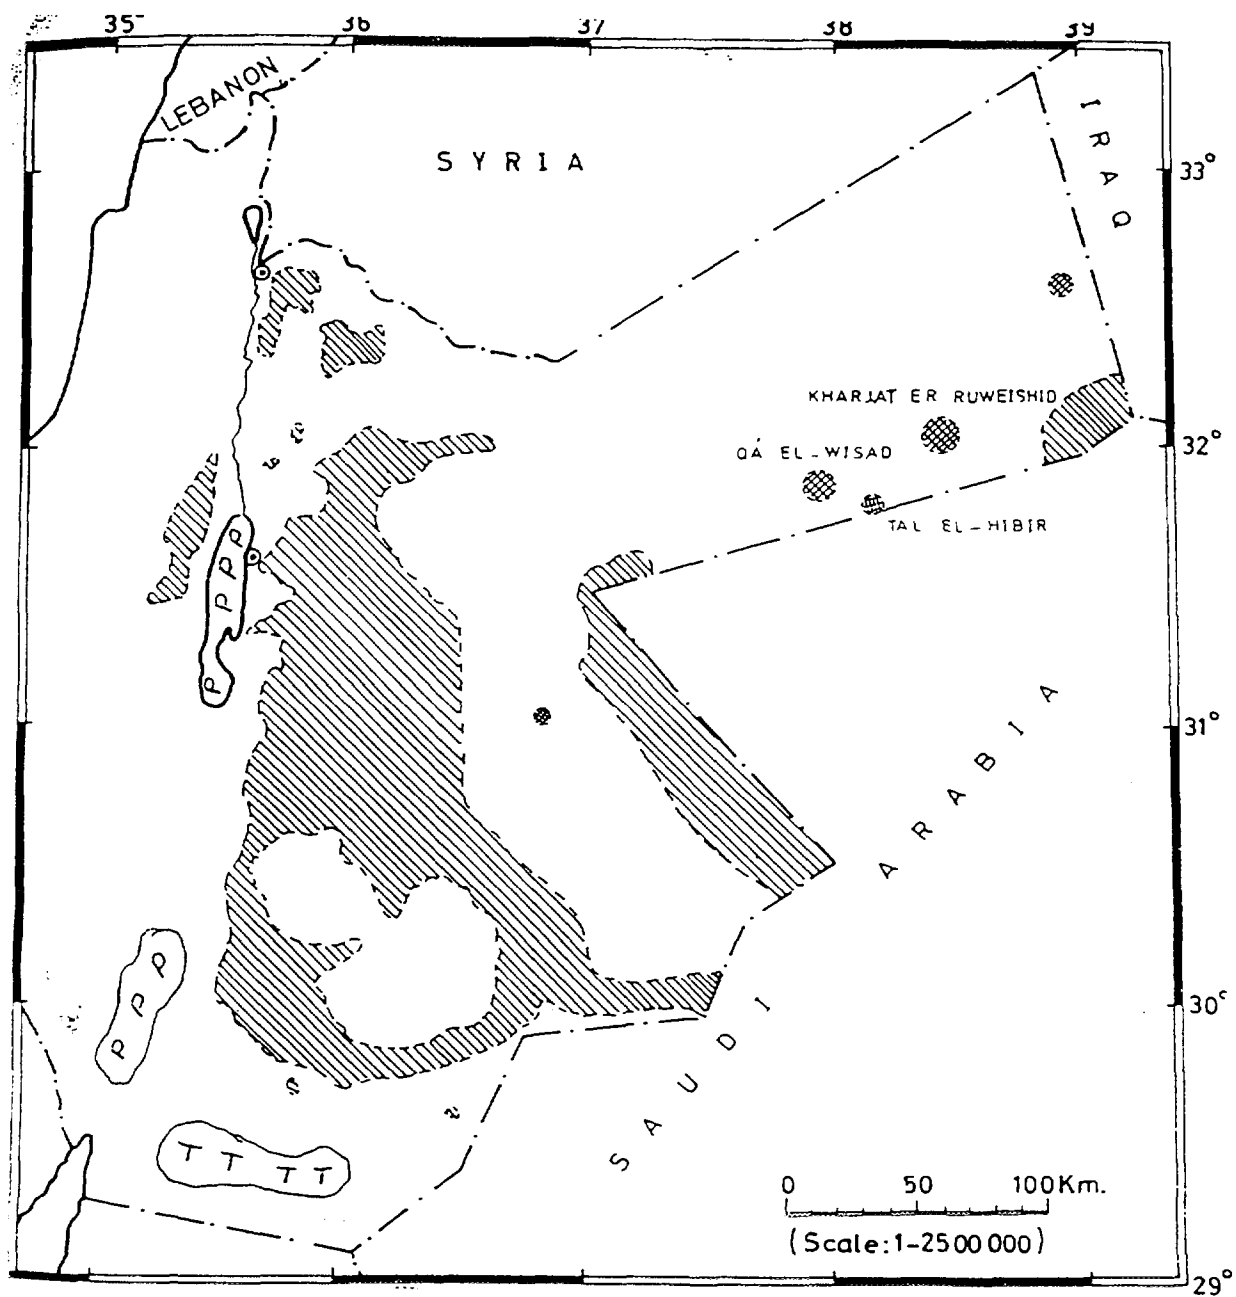 35°
36
37
38
39
LEBANON
SYRIA
IRAQ
33°
KHARJAT ER RUWEISHID
32°
QÁ EL-WISAD
TAL EL-HIBIR
P
P
P
P
31°
SAUDI ARABIA
P
P
P
30°
T T T T
0 50 100Km.
(Scale:1-2500000)
29°